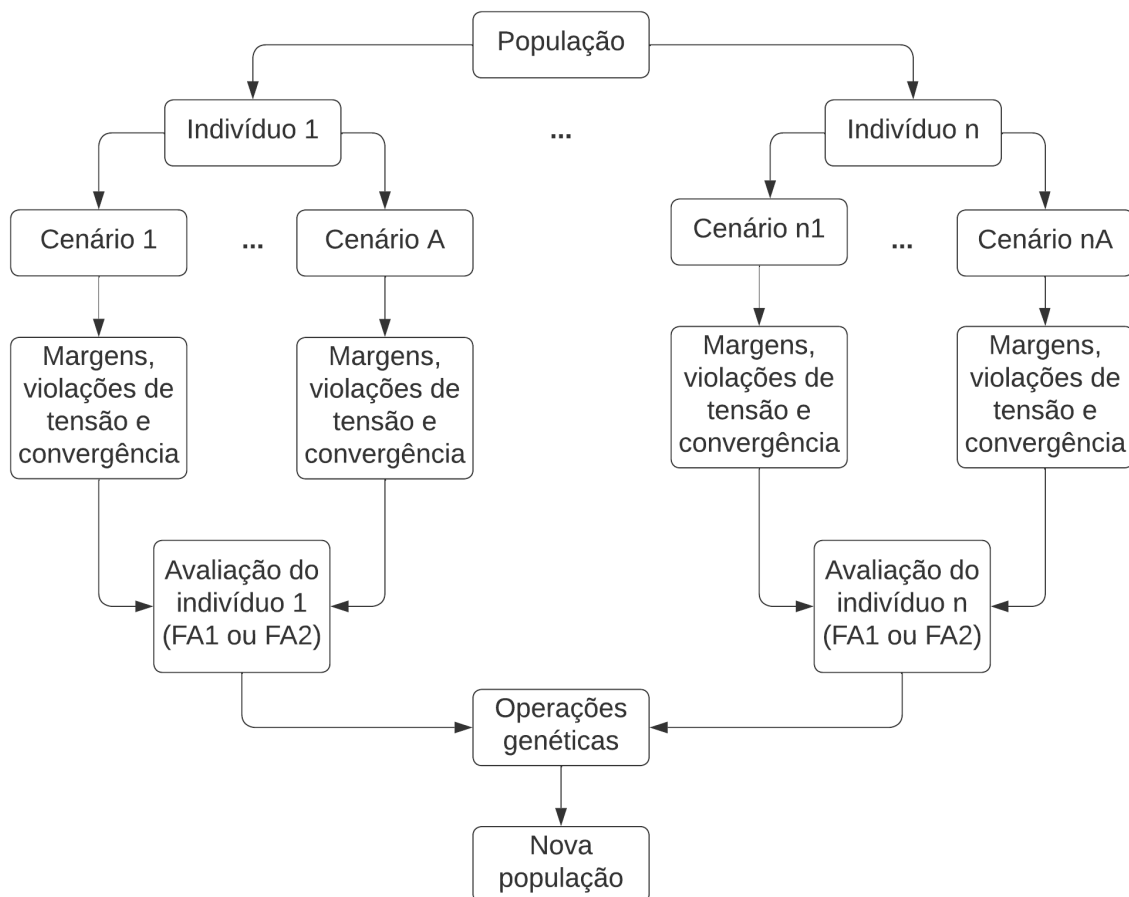 População
Indivíduo 1
...
Indivíduo n
Cenário 1
...
Cenário A
Cenário n1
...
Cenário nA
Margens,
violações de
tensão e
convergência
Margens,
violações de
tensão e
convergência
Margens,
violações de
tensão e
convergência
Margens,
violações de
tensão e
convergência
Avaliação do
indivíduo 1
(FA1 ou FA2)
Avaliação do
indivíduo n
(FA1 ou FA2)
Operações
genéticas
Nova
população